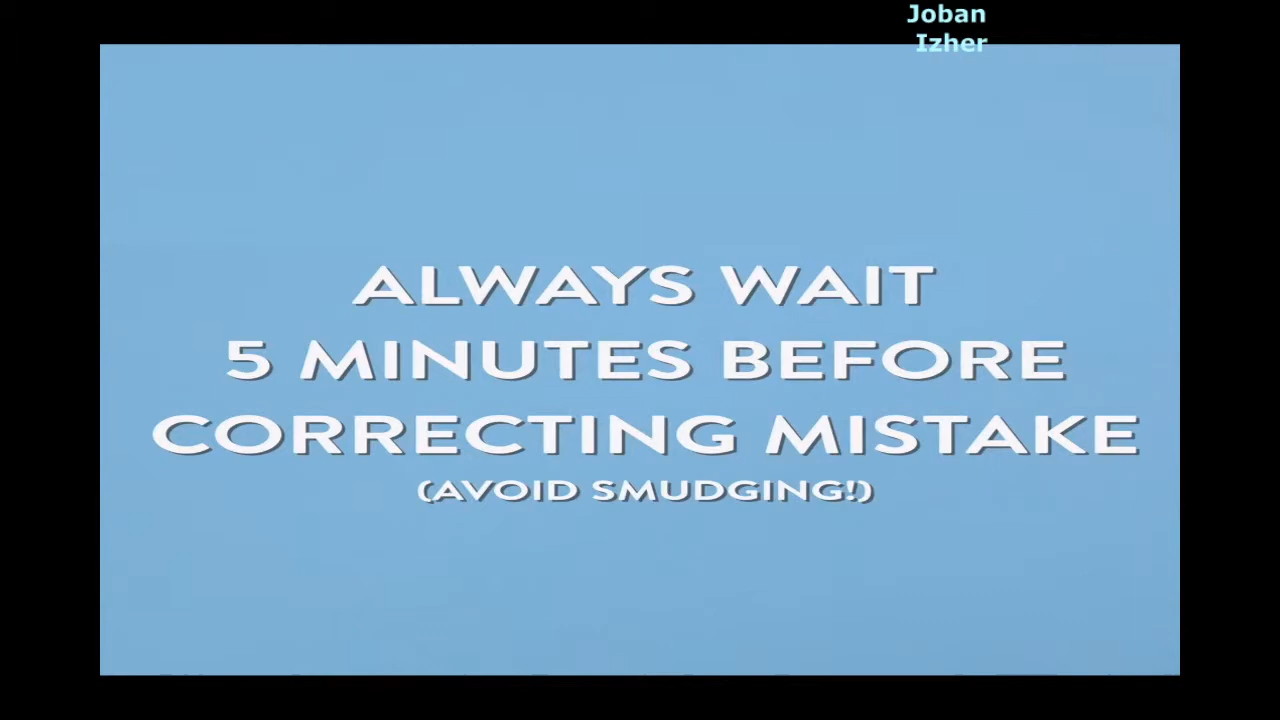 Joban
Izher
ALWAYS WAIT
5 MINUTES BEFORE
CORRECTING MISTAKE
(AVOID SMUDGING!)